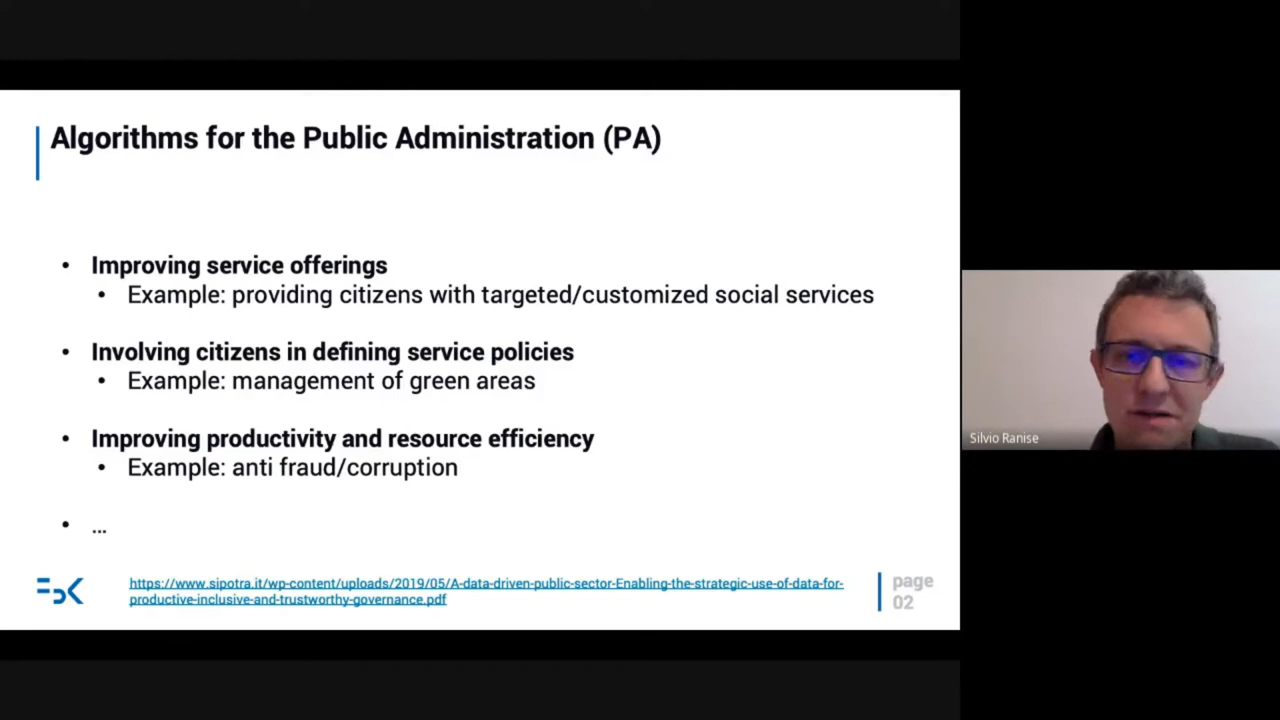 Algorithms for the Public Administration (PA)
• Improving service offerings
• Example: providing citizens with targeted/customized social services
• Involving citizens in defining service policies
• Example: management of green areas
• Improving productivity and resource efficiency
• Example: anti fraud/corruption
• ...
FBK
https://www.sipotra.it/wp-content/uploads/2019/05/A-data-driven-public-sector-Enabling-the-strategic-use-of-data-for-
productive-inclusive-and-trustworthy-governance.pdf
page
02
Silvio Ranise